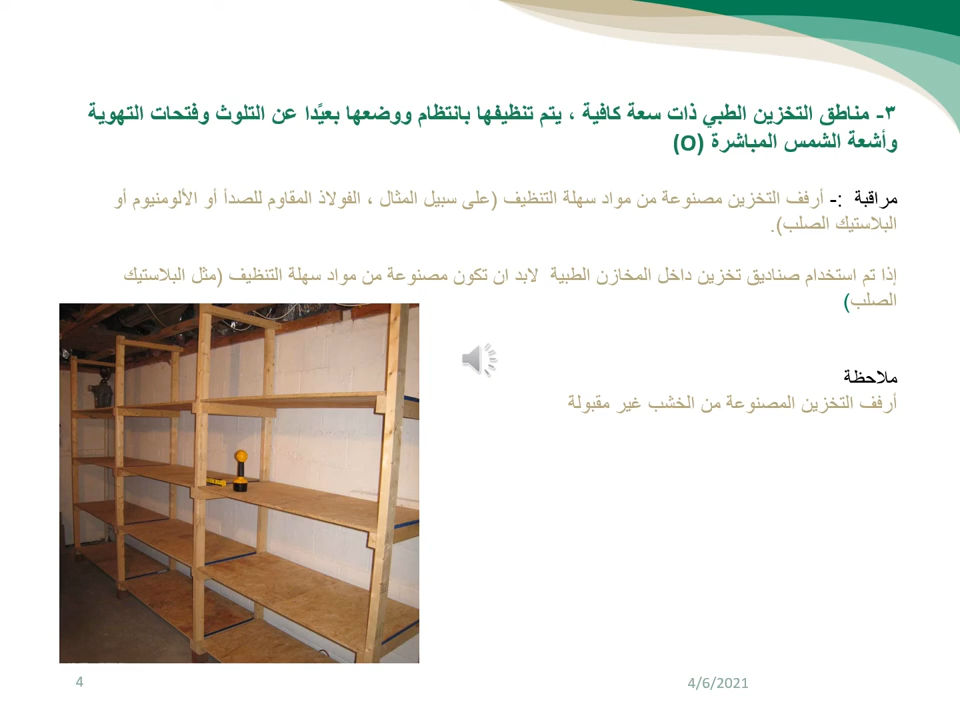 ٣- مناطق التخزين الطبي ذات سعة كافية ، يتم تنظيفها بانتظام ووضعها بعيًدا عن التلوث وفتحات التهوية
وأشعة الشمس المباشرة (O)
مراقبة :- أرفف التخزين مصنوعة من مواد سهلة التنظيف (على سبيل المثال ، الفولاذ المقاوم للصدأ أو الألومنيوم أو
البلاستيك الصلب).
إذا تم استخدام صناديق تخزين داخل المخازن الطبية لابد ان تكون مصنوعة من مواد سهلة التنظيف (مثل البلاستيك
الصلب)
ملاحظة
أرفف التخزين المصنوعة من الخشب غير مقبولة
4
4/6/2021